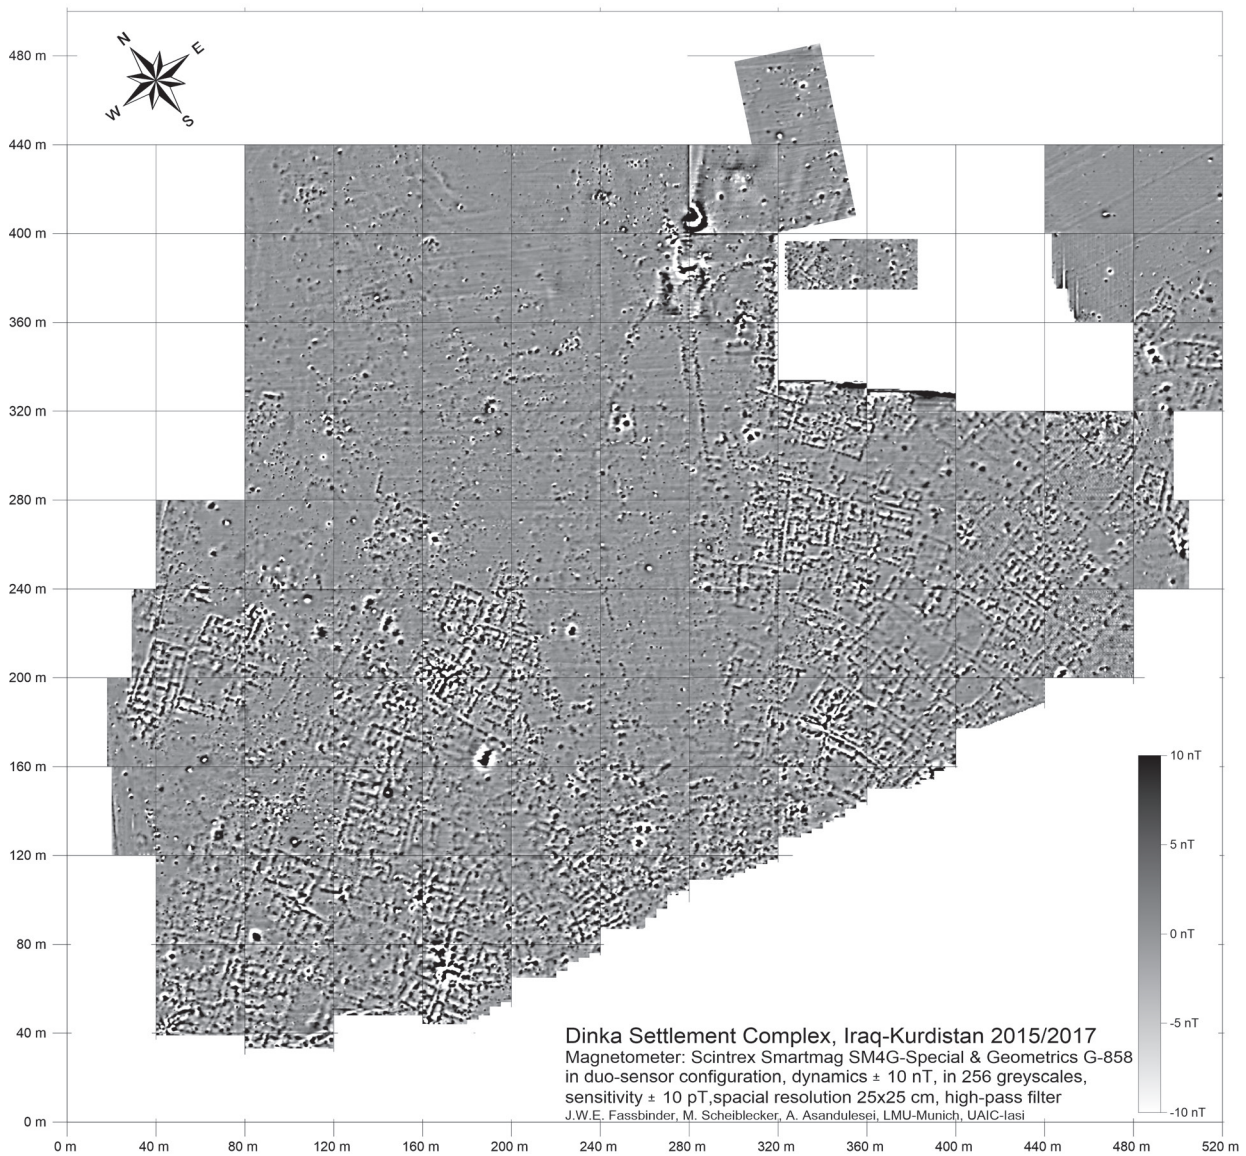 N
E
W
S
480 m
440 m
400 m
360 m
320 m
280 m
240 m
200 m
160 m
120 m
80 m
40 m
0 m
10 nT
5 nT
0 nT
-5 nT
-10 nT
Dinka Settlement Complex, Iraq-Kurdistan 2015/2017
Magnetometer: Scintrex Smartmag SM4G-Special & Geometrics G-858
in duo-sensor configuration, dynamics ± 10 nT, in 256 greyscales,
sensitivity ± 10 pT,spacial resolution 25x25 cm, high-pass filter
J.W.E. Fassbinder, M. Scheiblecker, A. Asandulesei, LMU-Munich, UAIC-Iasi
0 m 40 m 80 m 120 m 160 m 200 m 240 m 280 m 320 m 360 m 400 m 440 m 480 m 520 m